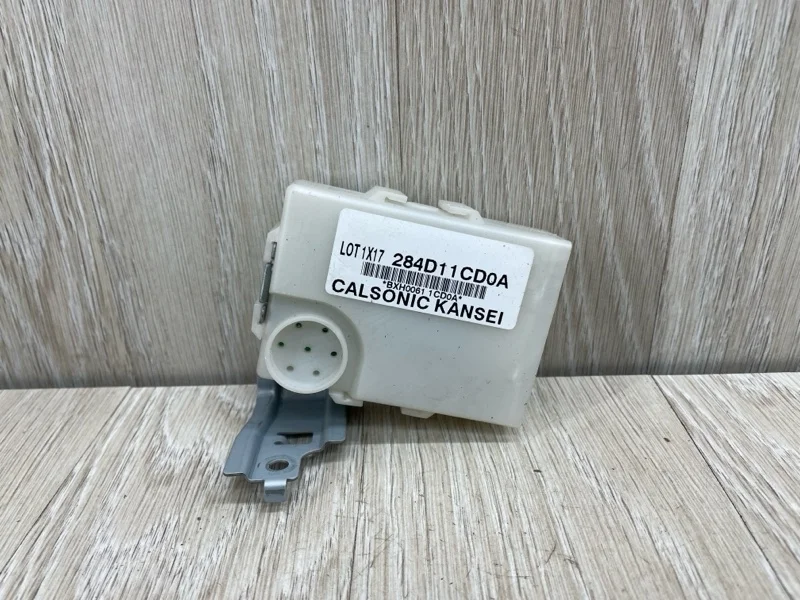 LOT 1X17 284D11CD0A
*BXH0061 1CD0A*
CALSONIC KANSEI